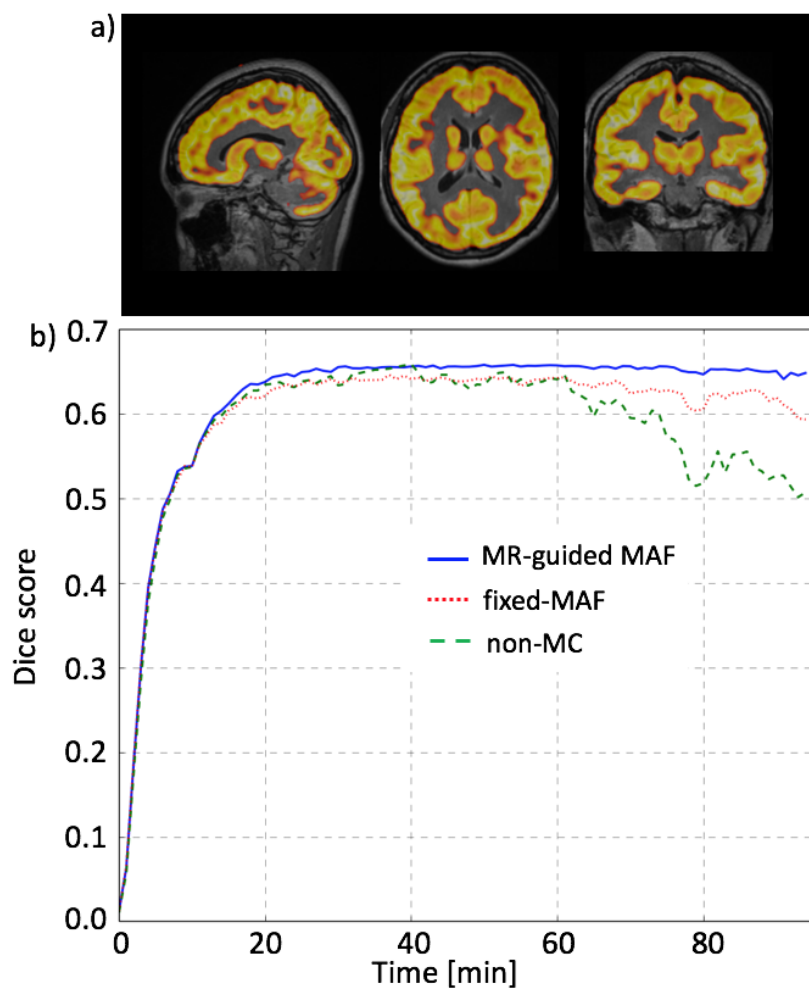 a)
b)
0.7
0.6
0.5
0.4
0.3
0.2
0.1
0.0
Dice score
MR-guided MAF
fixed-MAF
non-MC
0 20 40 60 80
Time [min]